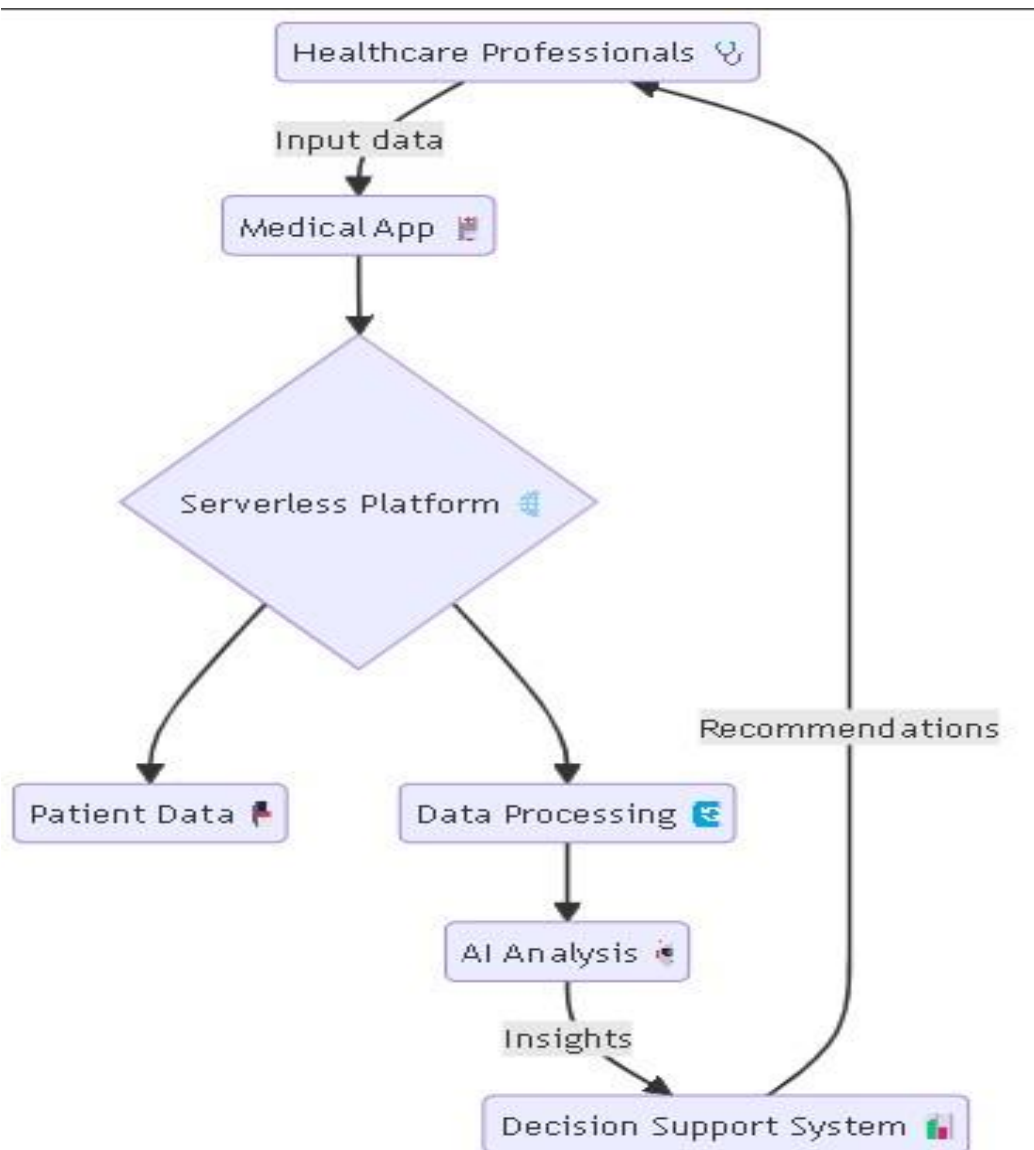 Healthcare Professionals
Input data
Medical App
Serverless Platform
Recommendations
Patient Data
Data Processing
AI Analysis
Insights
Decision Support System